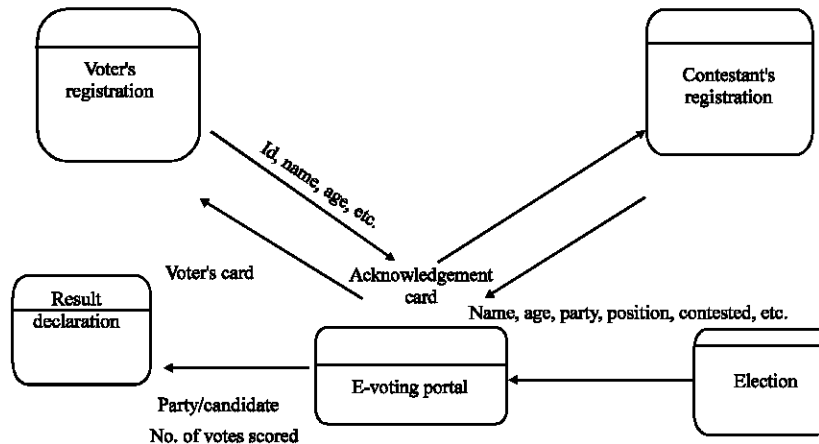 Voter's
registration
Contestant's
registration
Id, name, age, etc.
Voter's card
Acknowledgement
card
Result
declaration
Name, age, party, position, contested, etc.
E-voting portal
Election
Party/candidate
No. of votes scored